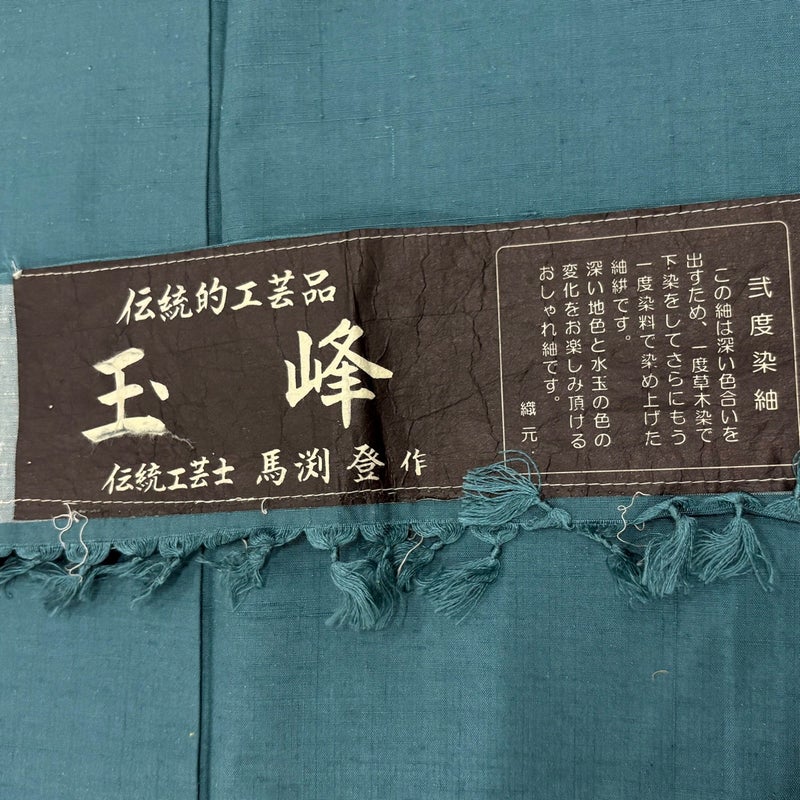 伝統的工芸品
玉峰
伝統工芸士 馬渕 登 作
弐度染紬
この紬は深い色合いを
出すため、一度草木染で
下染をしてさらにもう
一度染料で染め上げた
紬絣です。
深い地色と水玉の色の
変化をお楽しみ頂ける
おしゃれ紬です。
織元